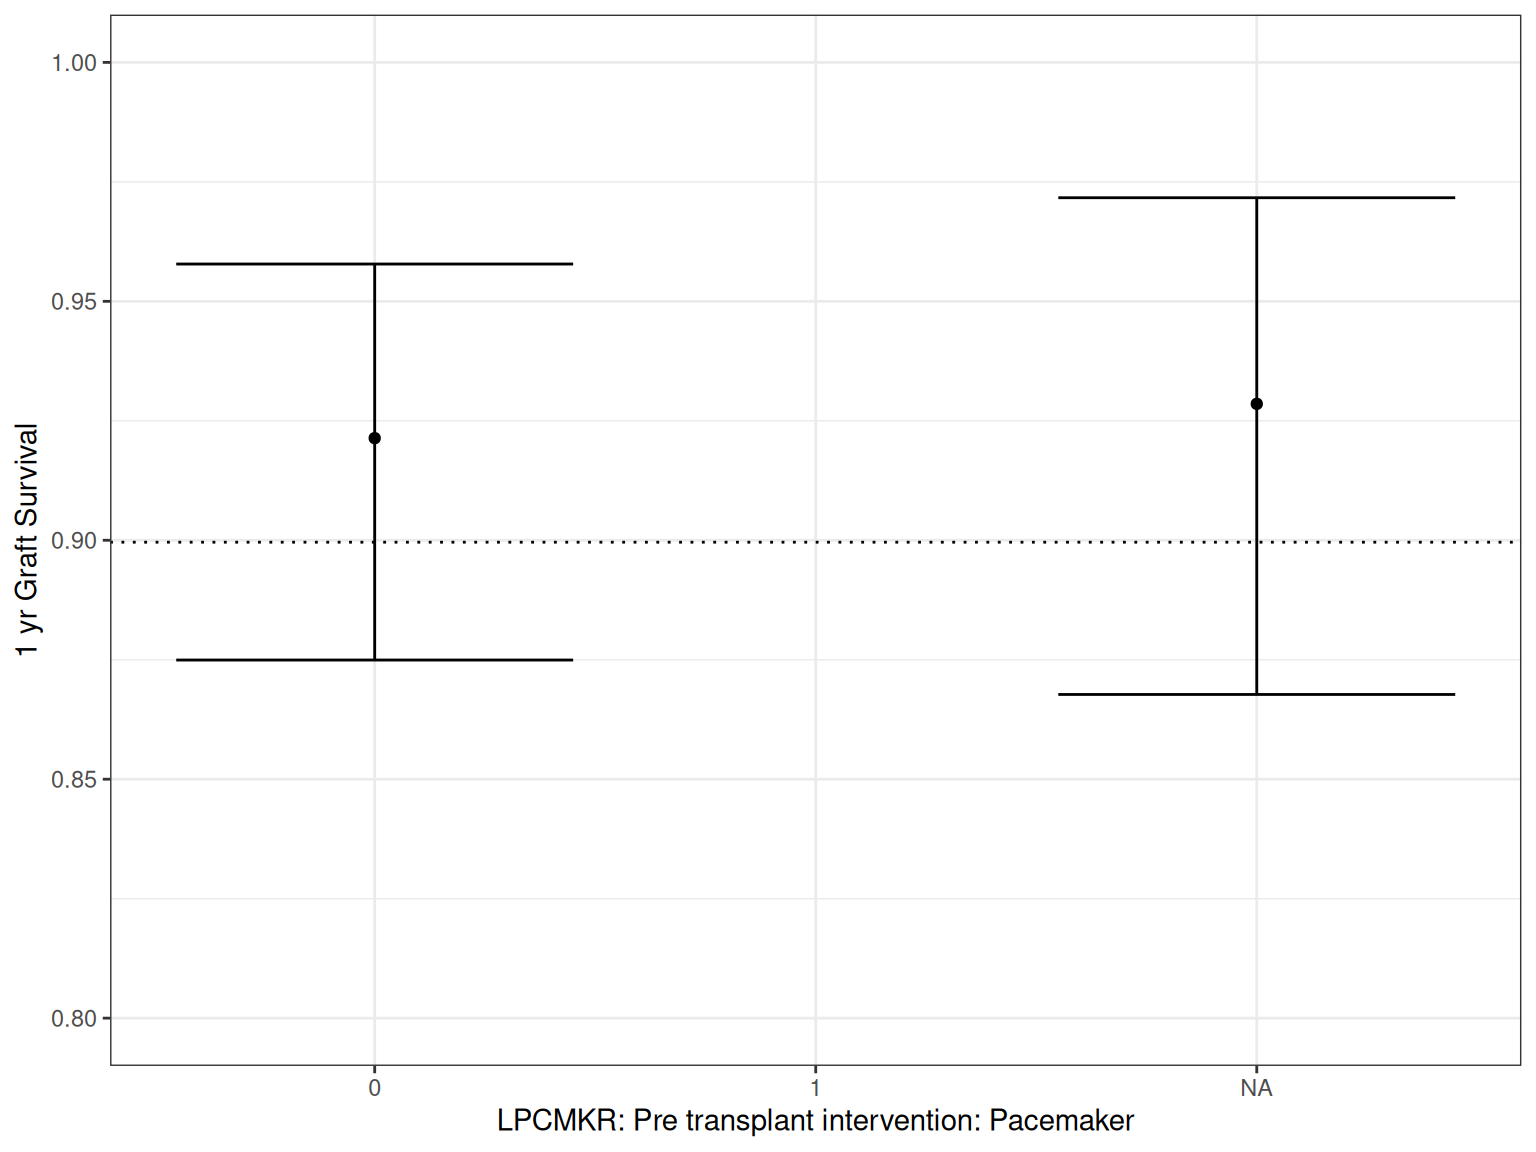 1.00
0.95
0.90
0.85
0.80
1 yr Graft Survival
0 1 NA
LPCMKR: Pre transplant intervention: Pacemaker